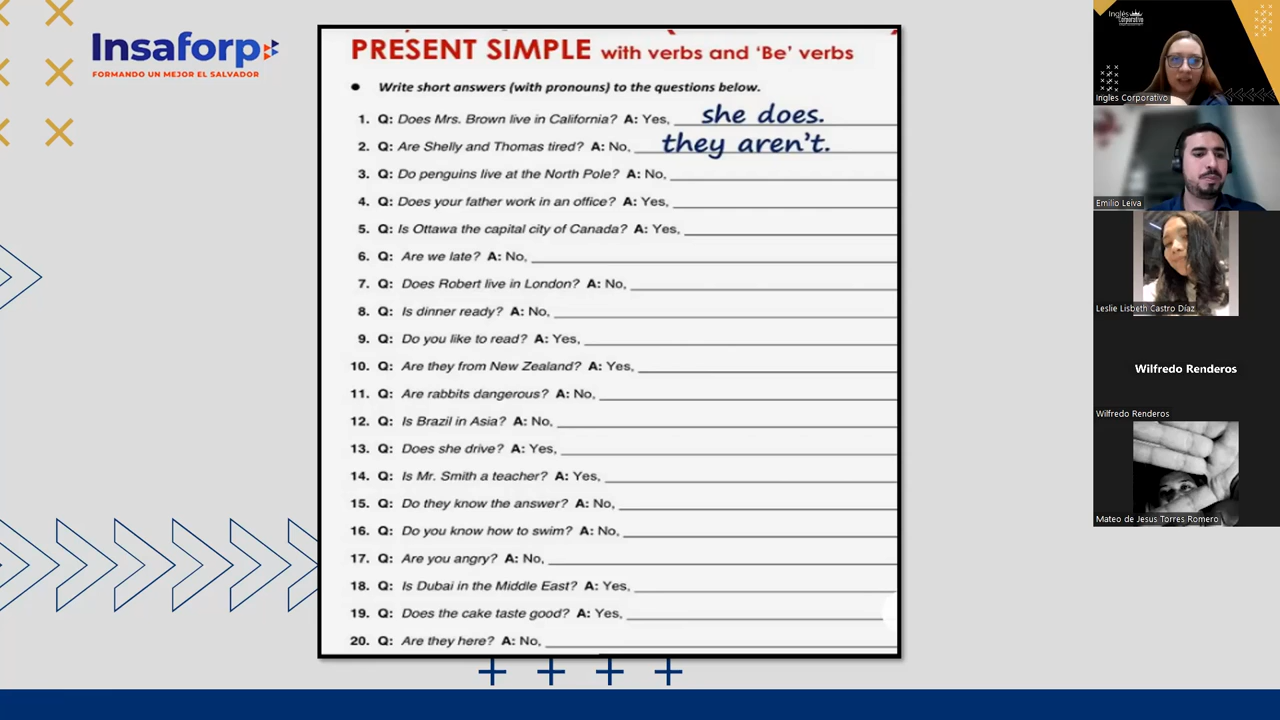 Insaforp
FORMANDO UN MEJOR EL SALVADOR
PRESENT SIMPLE with verbs and 'Be' verbs
● Write short answers (with pronouns) to the questions below.
1. Q: Does Mrs. Brown live in California? A: Yes, she does.
2. Q: Are Shelly and Thomas tired? A: No, they aren't.
3. Q: Do penguins live at the North Pole? A: No,
4. Q: Does your father work in an office? A: Yes,
5. Q: Is Ottawa the capital city of Canada? A: Yes,
6. Q: Are we late? A: No,
7. Q: Does Robert live in London? A: No,
8. Q: Is dinner ready? A: No,
9. Q: Do you like to read? A: Yes,
10. Q: Are they from New Zealand? A: Yes,
11. Q: Are rabbits dangerous? A: No,
12. Q: Is Brazil in Asia? A: No,
13. Q: Does she drive? A: Yes,
14. Q: Is Mr. Smith a teacher? A: Yes,
15. Q: Do they know the answer? A: No,
16. Q: Do you know how to swim? A: No,
17. Q: Are you angry? A: No,
18. Q: Is Dubai in the Middle East? A: Yes,
19. Q: Does the cake taste good? A: Yes,
20. Q: Are they here? A: No,
Inglés
Corporativo
Ingles Corporativo
Emilio Leiva
Leslie Lisbeth Castro Díaz
Wilfredo Renderos
Wilfredo Renderos
Mateo de Jesus Torres Romero